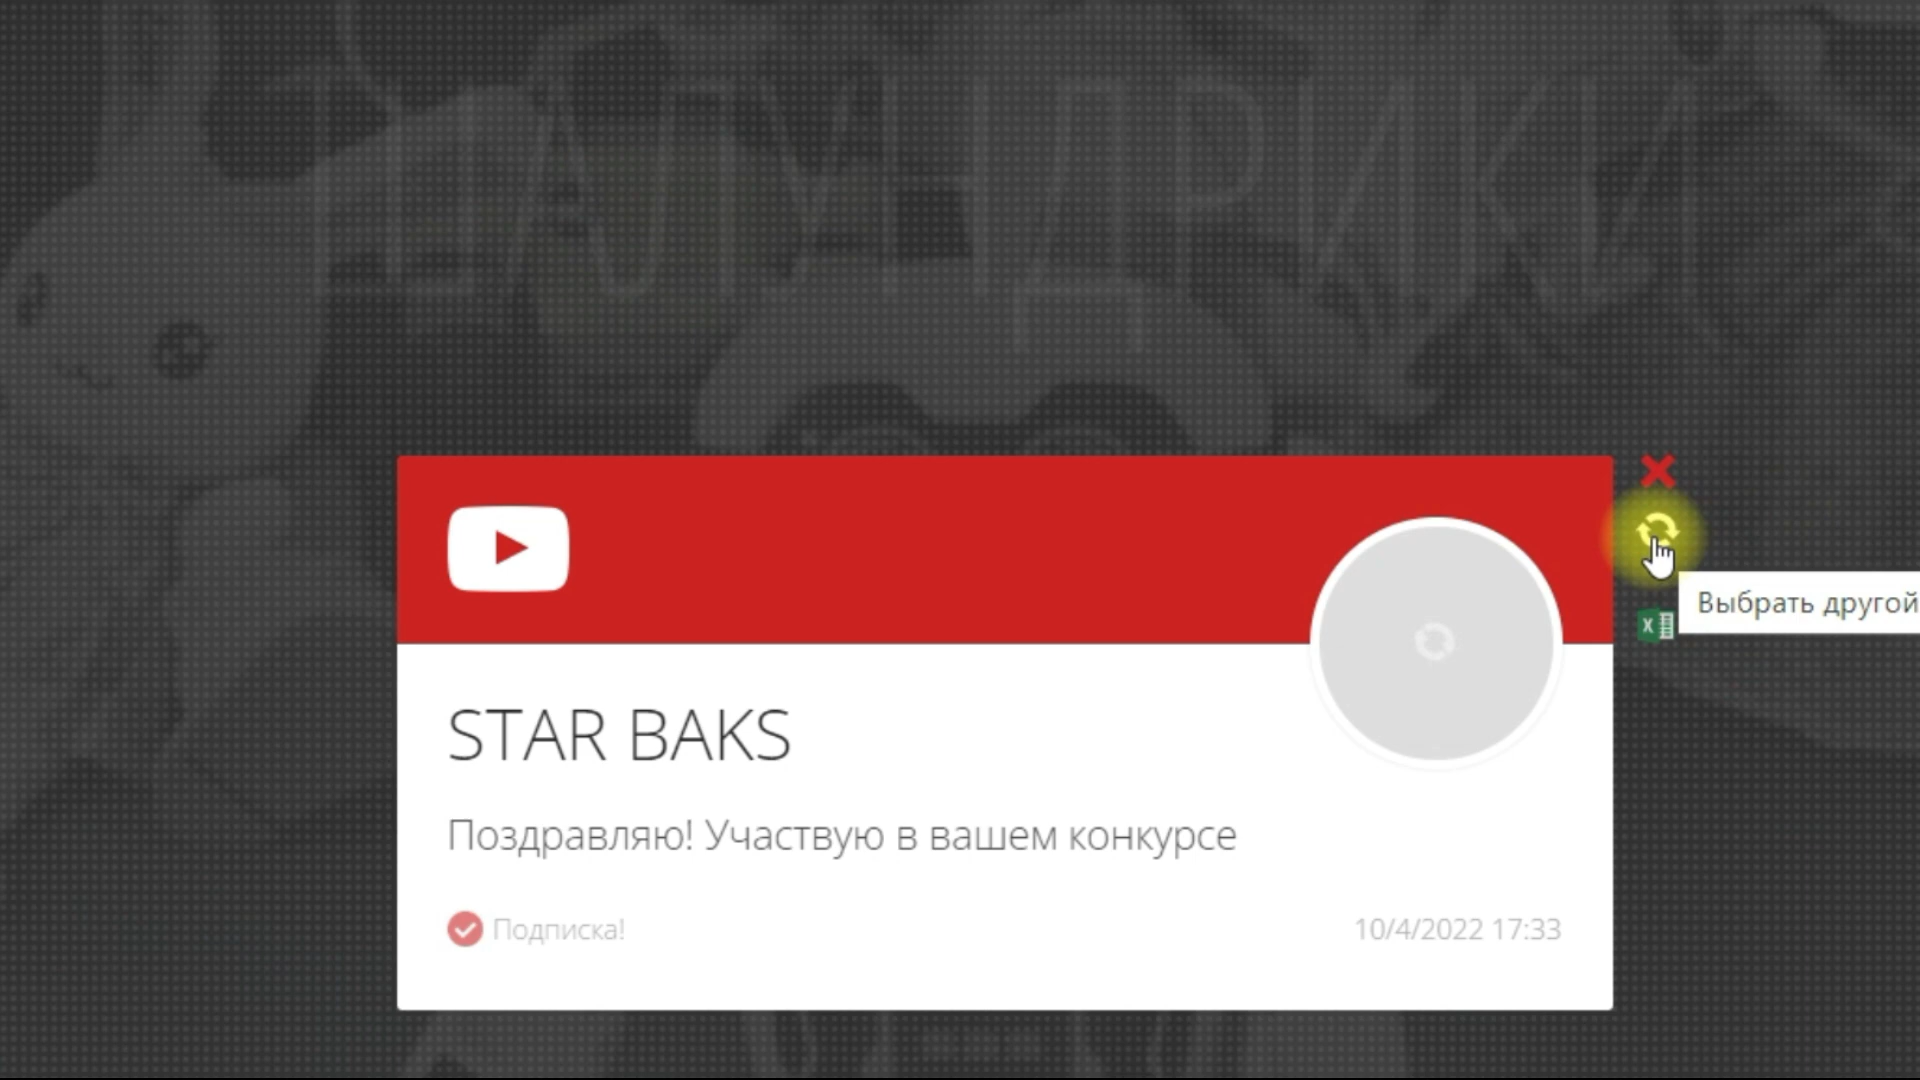 STAR BAKS
Поздравляю! Участвую в вашем конкурсе
Подписка!
10/4/2022 17:33
Выбрать другой